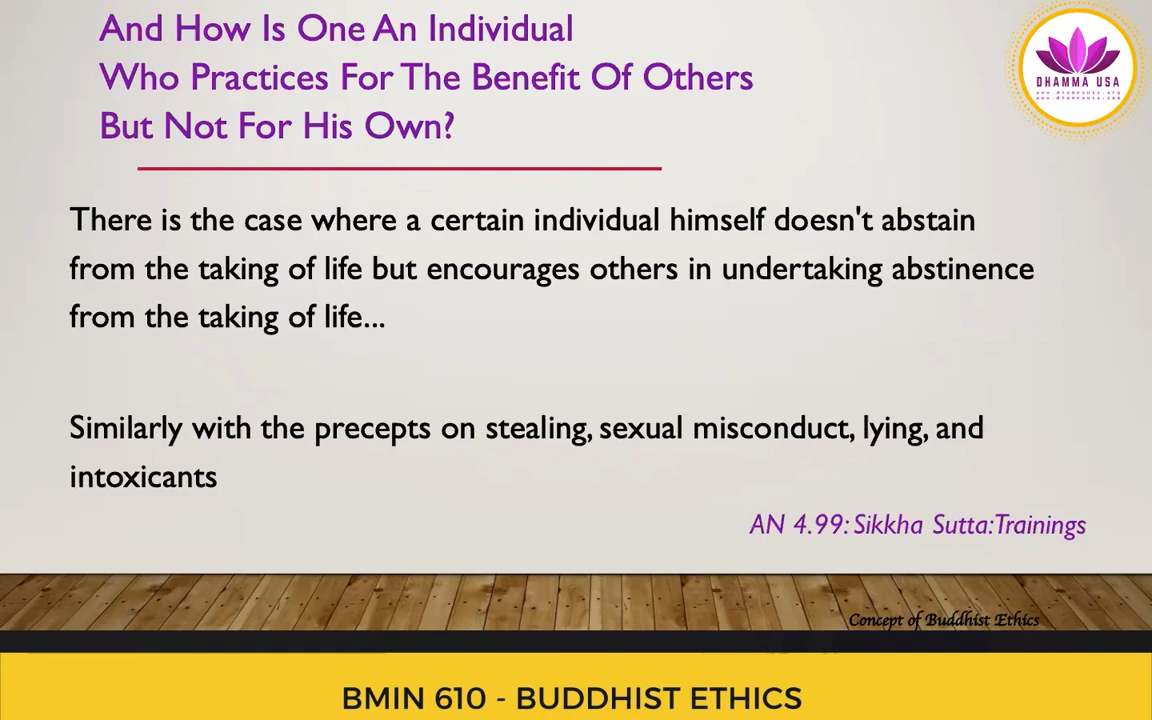 And How Is One An Individual
Who Practices For The Benefit Of Others
But Not For His Own?
DHAMMA USA
There is the case where a certain individual himself doesn't abstain
from the taking of life but encourages others in undertaking abstinence
from the taking of life...
Similarly with the precepts on stealing, sexual misconduct, lying, and
intoxicants
AN 4.99: Sikkha Sutta:Trainings
Concept of Buddhist Ethics
BMIN 610 - BUDDHIST ETHICS